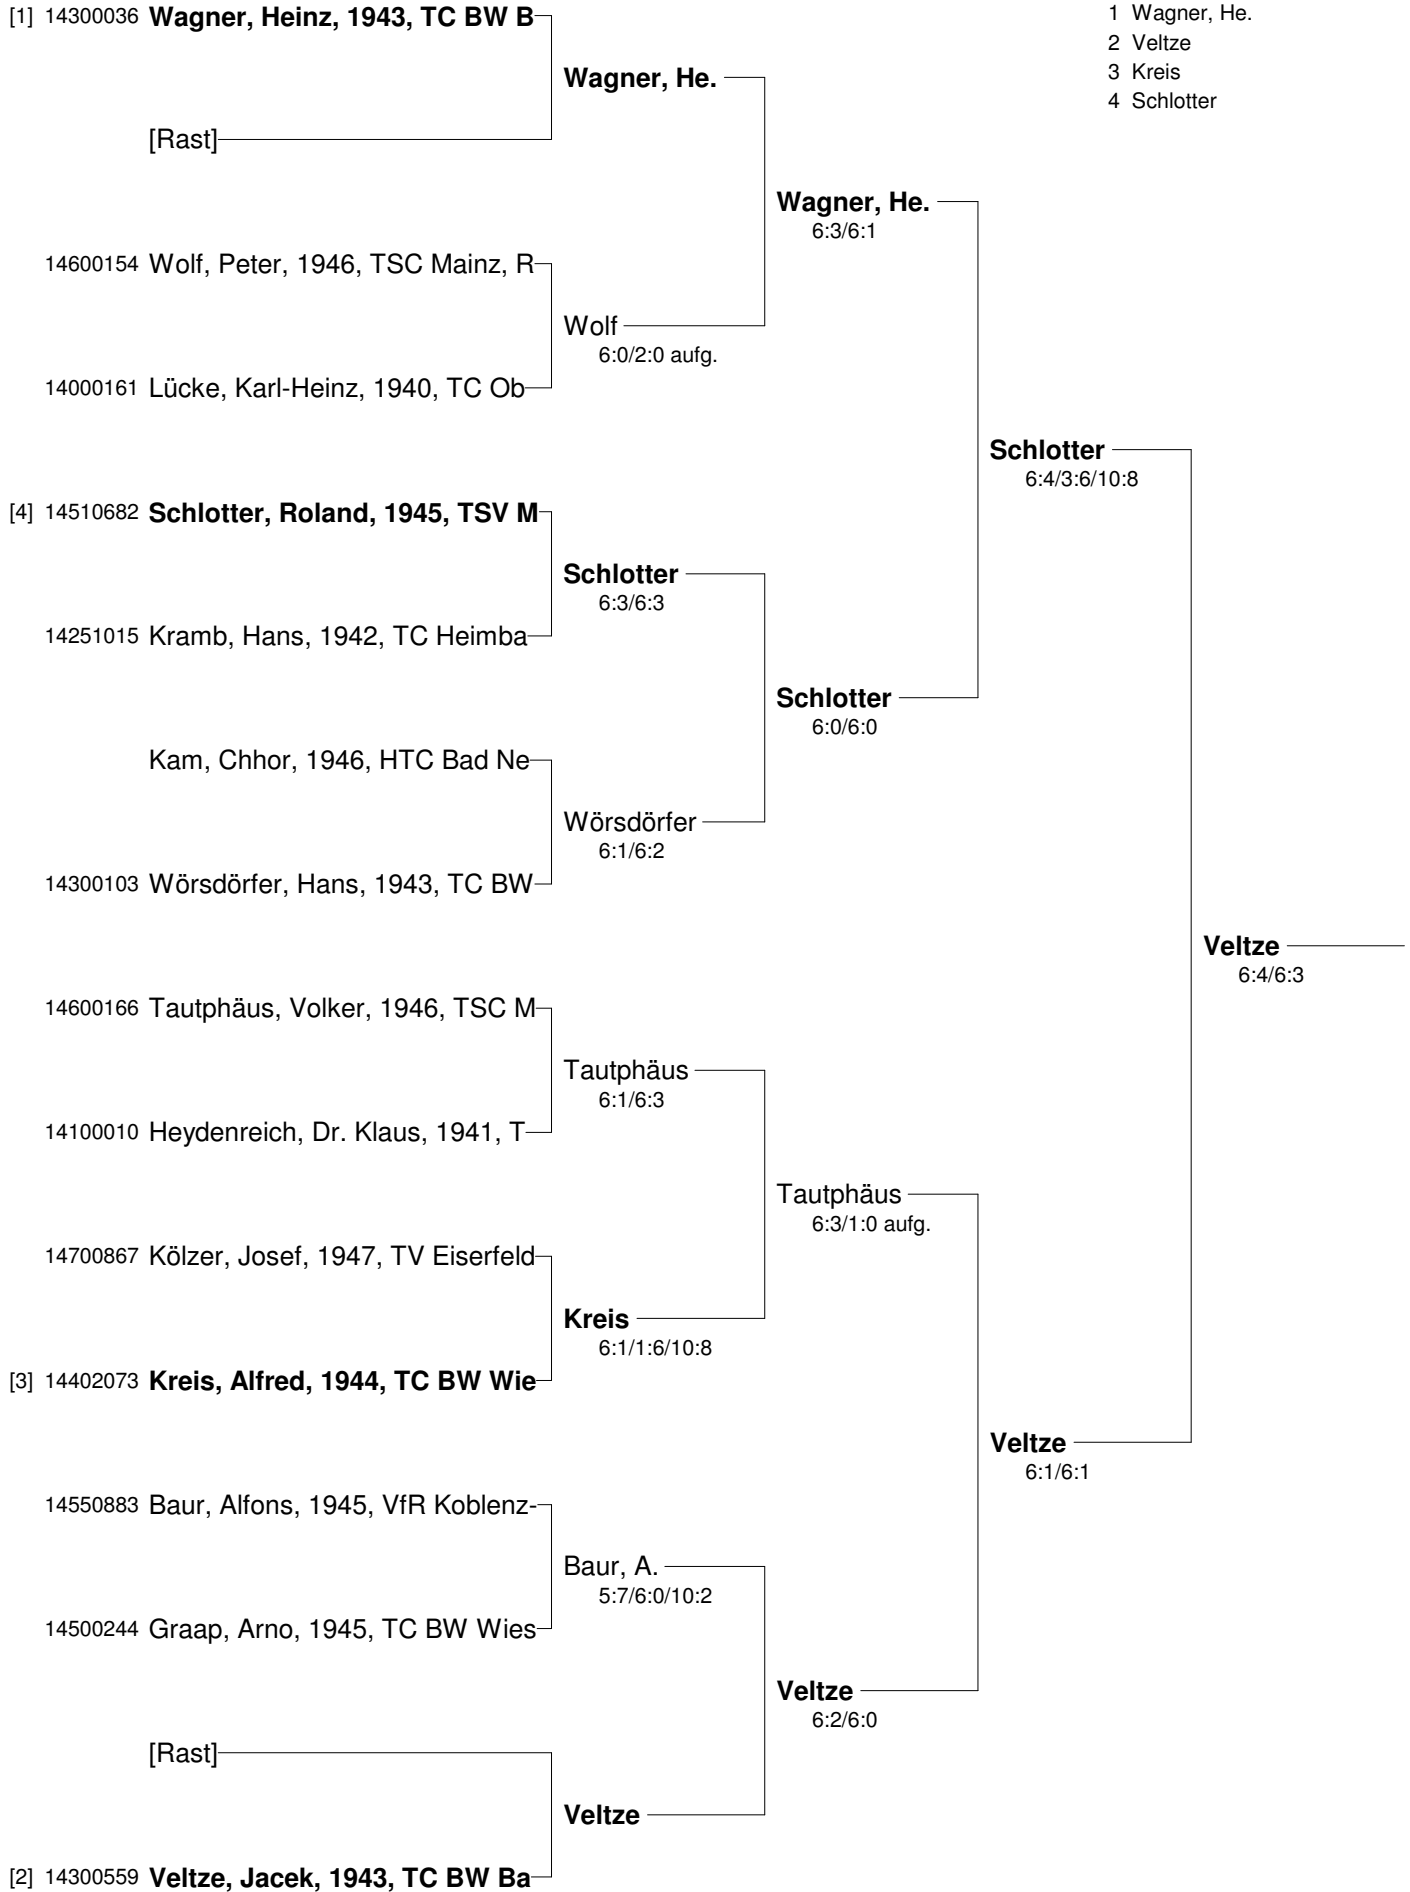 [1] 14300036 Wagner, Heinz, 1943, TC BW B
1 Wagner, He.
2 Veltze
3 Kreis
4 Schlotter
Wagner, He.
[Rast]
Wagner, He.
6:3/6:1
14600154 Wolf, Peter, 1946, TSC Mainz, R
Wolf
6:0/2:0 aufg.
14000161 Lücke, Karl-Heinz, 1940, TC Ob
Schlotter
6:4/3:6/10:8
[4] 14510682 Schlotter, Roland, 1945, TSV M
Schlotter
6:3/6:3
14251015 Kramb, Hans, 1942, TC Heimba
Schlotter
6:0/6:0
Kam, Chhor, 1946, HTC Bad Ne
Wörsdörfer
6:1/6:2
14300103 Wörsdörfer, Hans, 1943, TC BW
Veltze
6:4/6:3
14600166 Tautphäus, Volker, 1946, TSC M
Tautphäus
6:1/6:3
14100010 Heydenreich, Dr. Klaus, 1941, T
Tautphäus
6:3/1:0 aufg.
14700867 Kölzer, Josef, 1947, TV Eiserfeld
Kreis
6:1/1:6/10:8
[3] 14402073 Kreis, Alfred, 1944, TC BW Wie
Veltze
6:1/6:1
14550883 Baur, Alfons, 1945, VfR Koblenz-
Baur, A.
5:7/6:0/10:2
14500244 Graap, Arno, 1945, TC BW Wies
Veltze
6:2/6:0
[Rast]
Veltze
[2] 14300559 Veltze, Jacek, 1943, TC BW Ba